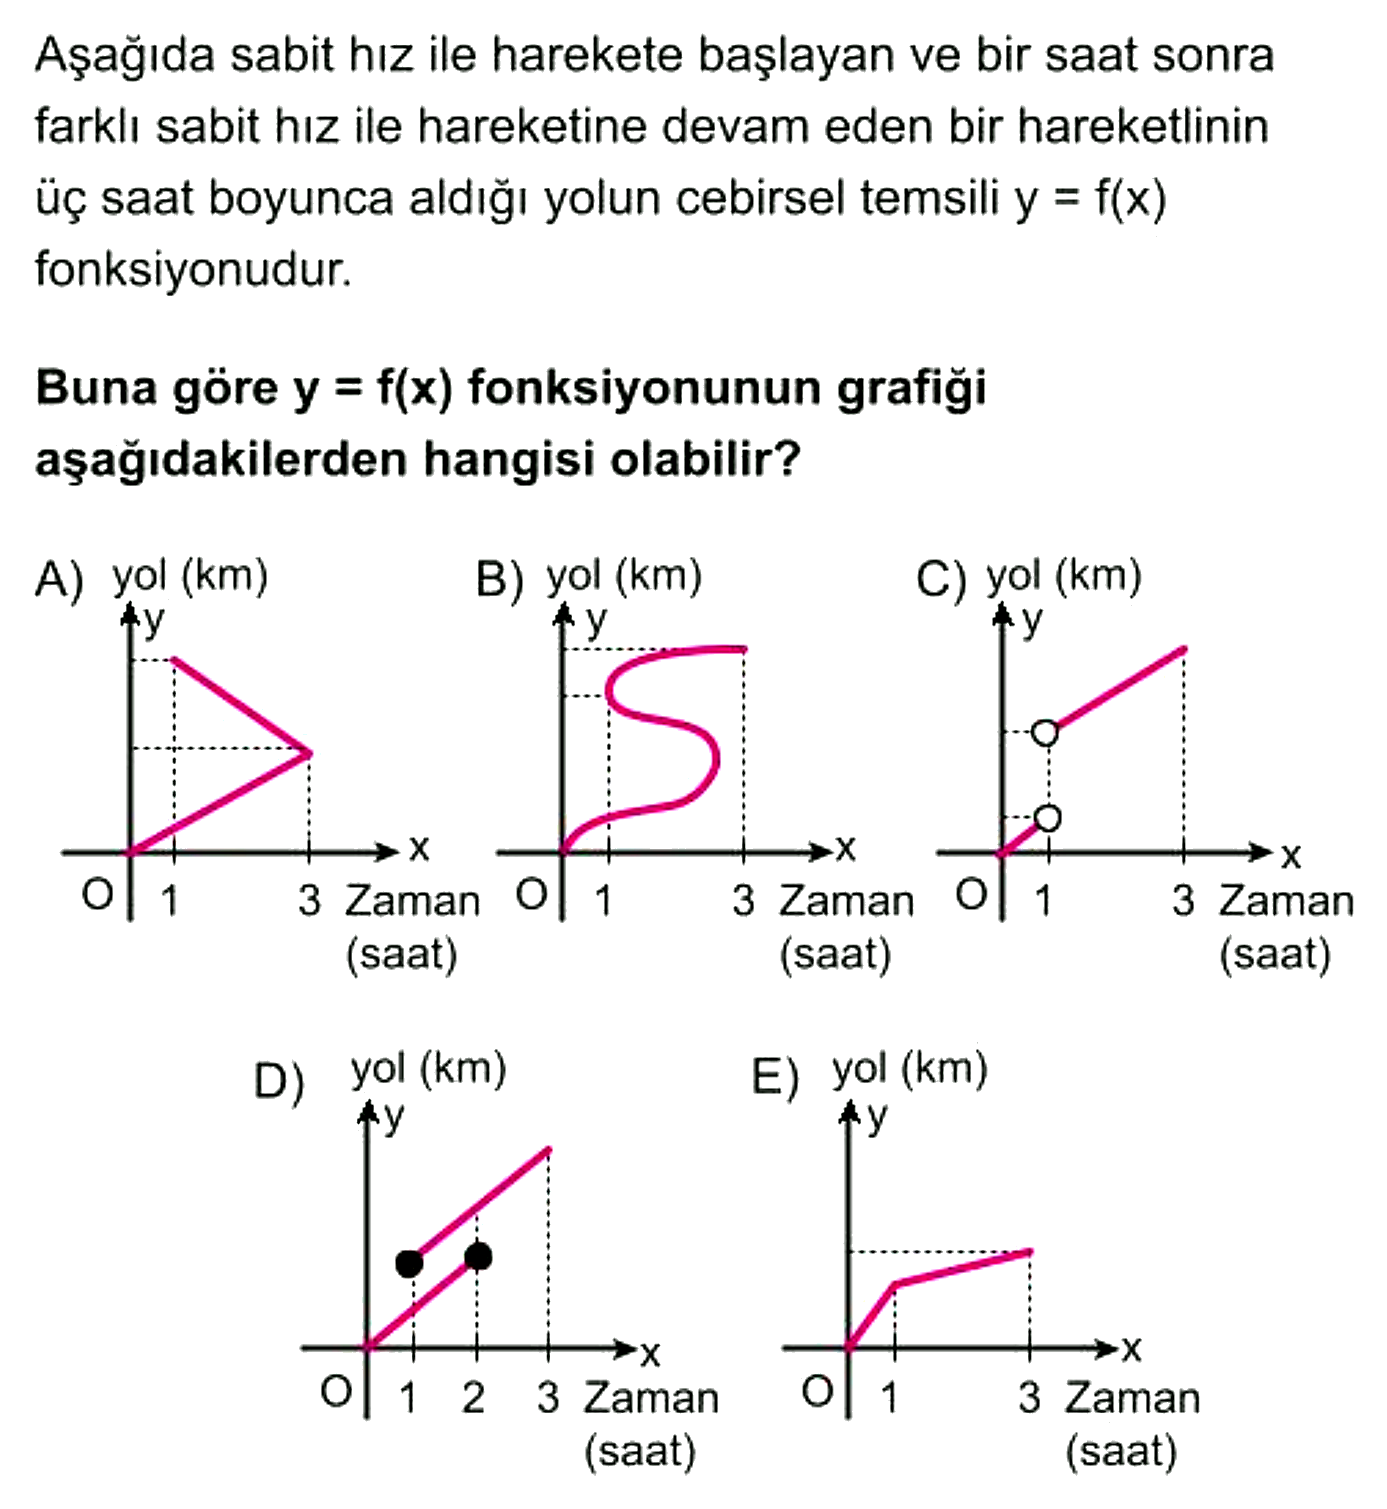 Aşağıda sabit hız ile harekete başlayan ve bir saat sonra
farklı sabit hız ile hareketine devam eden bir hareketlinin
üç saat boyunca aldığı yolun cebirsel temsili y = f(x)
fonksiyonudur.
Buna göre y = f(x) fonksiyonunun grafiği
aşağıdakilerden hangisi olabilir?
A) yol (km)
y
x
O 1 3 Zaman
(saat)
B) yol (km)
y
x
O 1 3 Zaman
(saat)
C) yol (km)
y
x
O 1 3 Zaman
(saat)
D) yol (km)
y
x
O 1 2 3 Zaman
(saat)
E) yol (km)
y
x
O 1 3 Zaman
(saat)